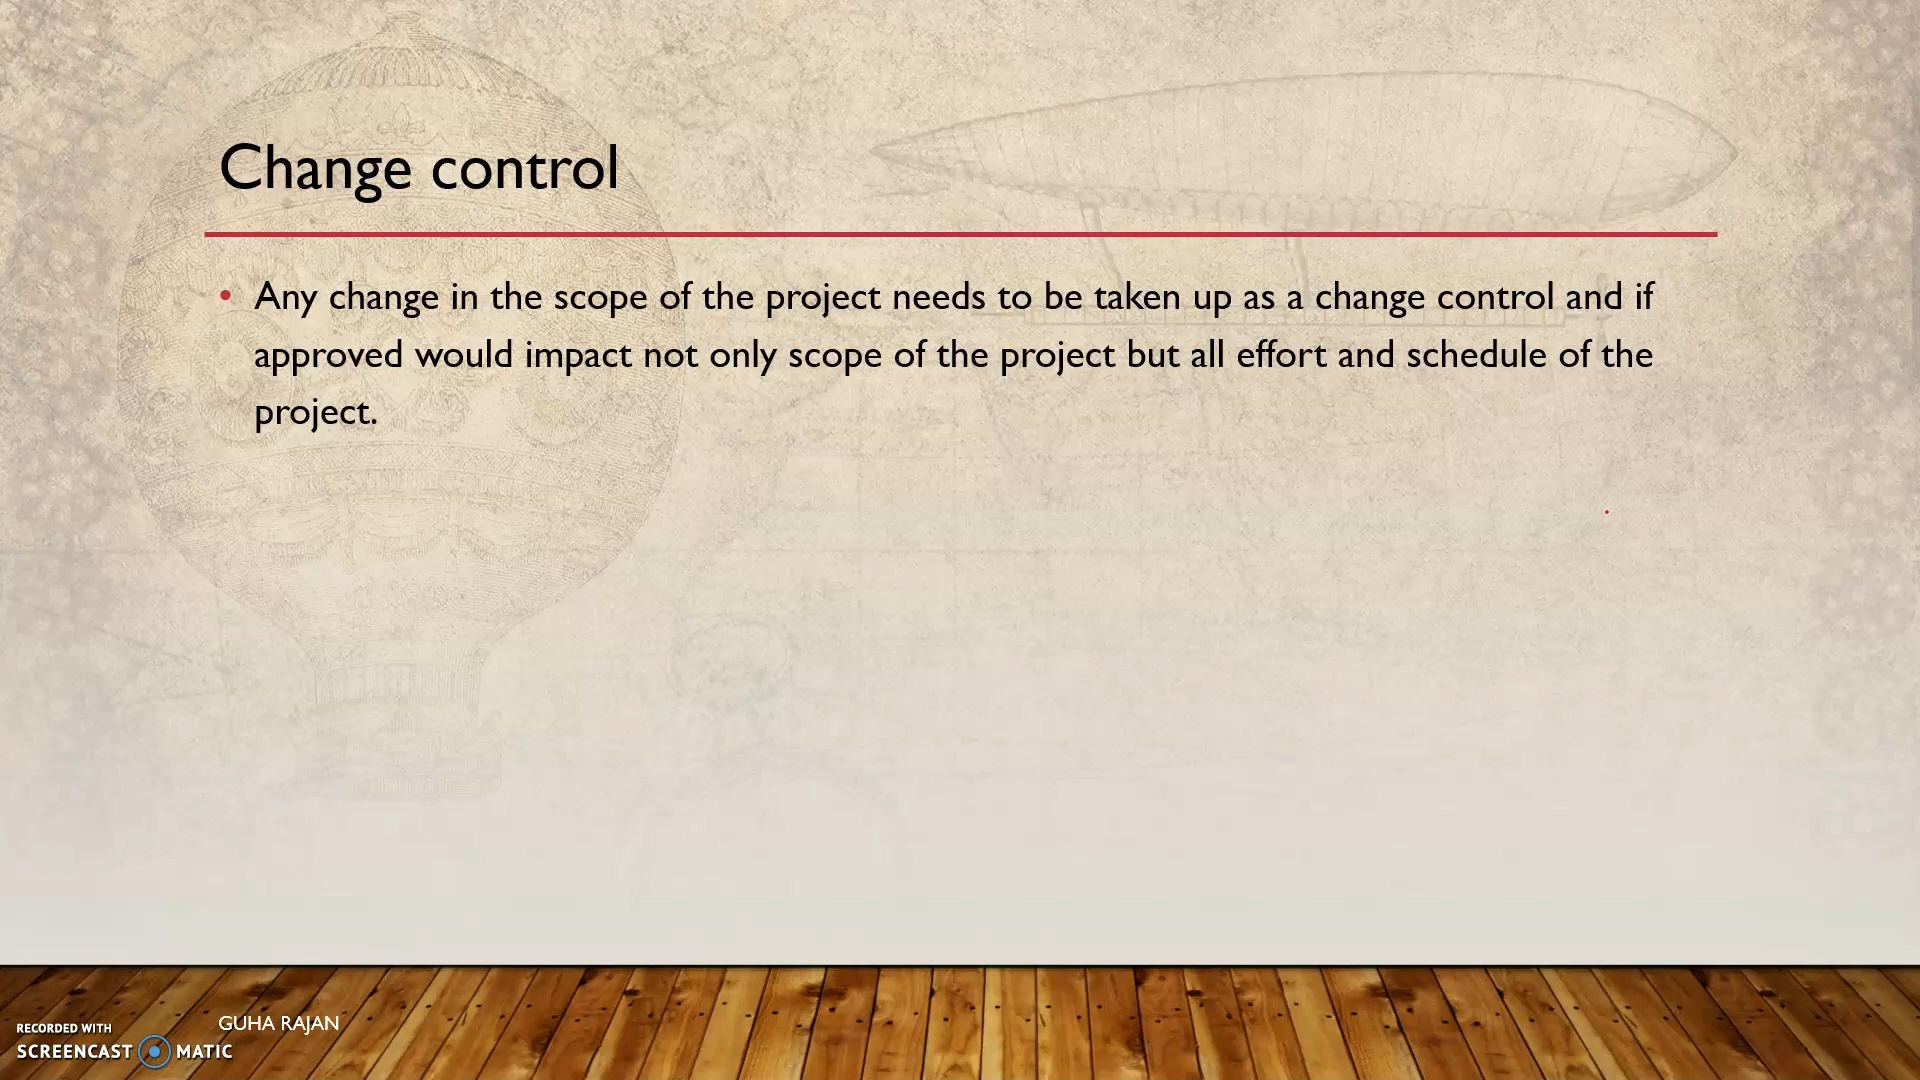 Change control
• Any change in the scope of the project needs to be taken up as a change control and if
approved would impact not only scope of the project but all effort and schedule of the
project.
GUHA RAJAN
RECORDED WITH
SCREENCAST MATIC